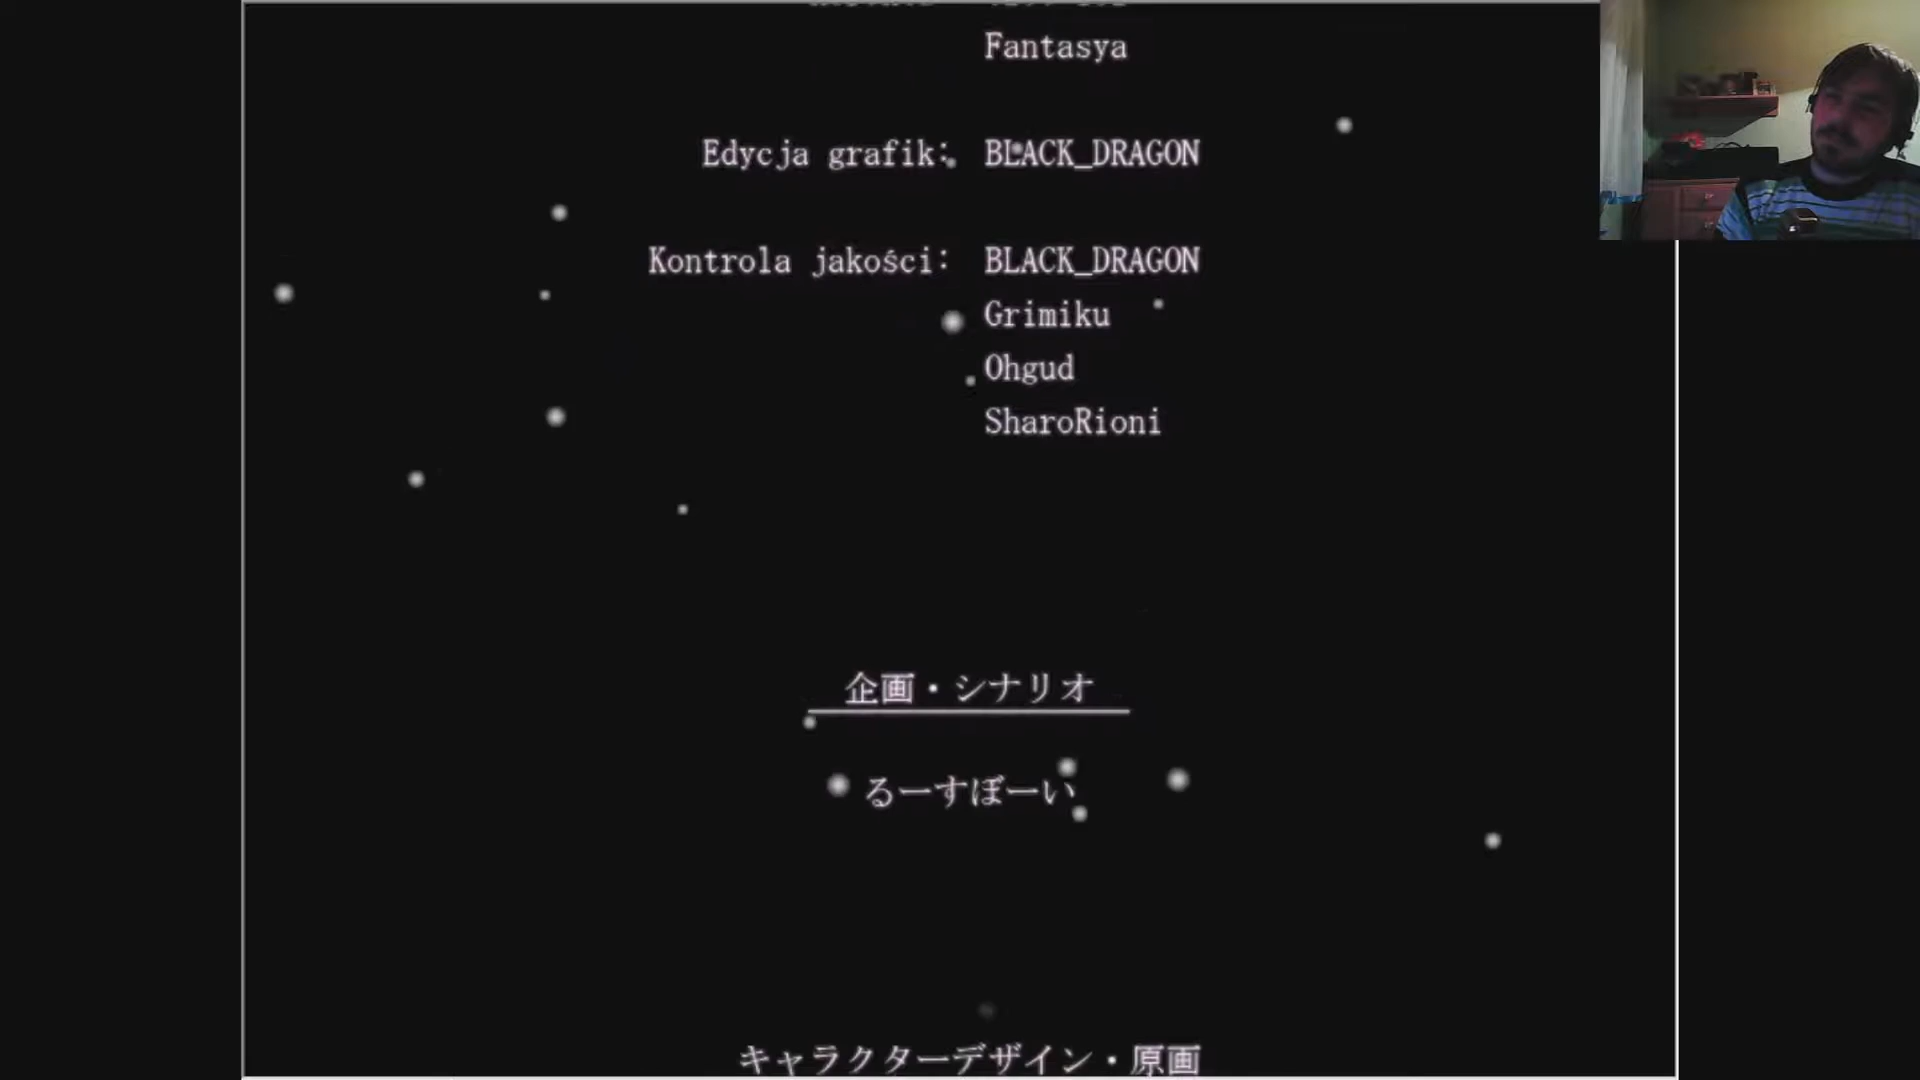 Fantasya
Edycja grafik: BLACK_DRAGON
Kontrola jakości: BLACK_DRAGON
Grimiku
Ohgud
SharoRioni
企画・シナリオ
るーすぼーい
キャラクターデザイン・原画